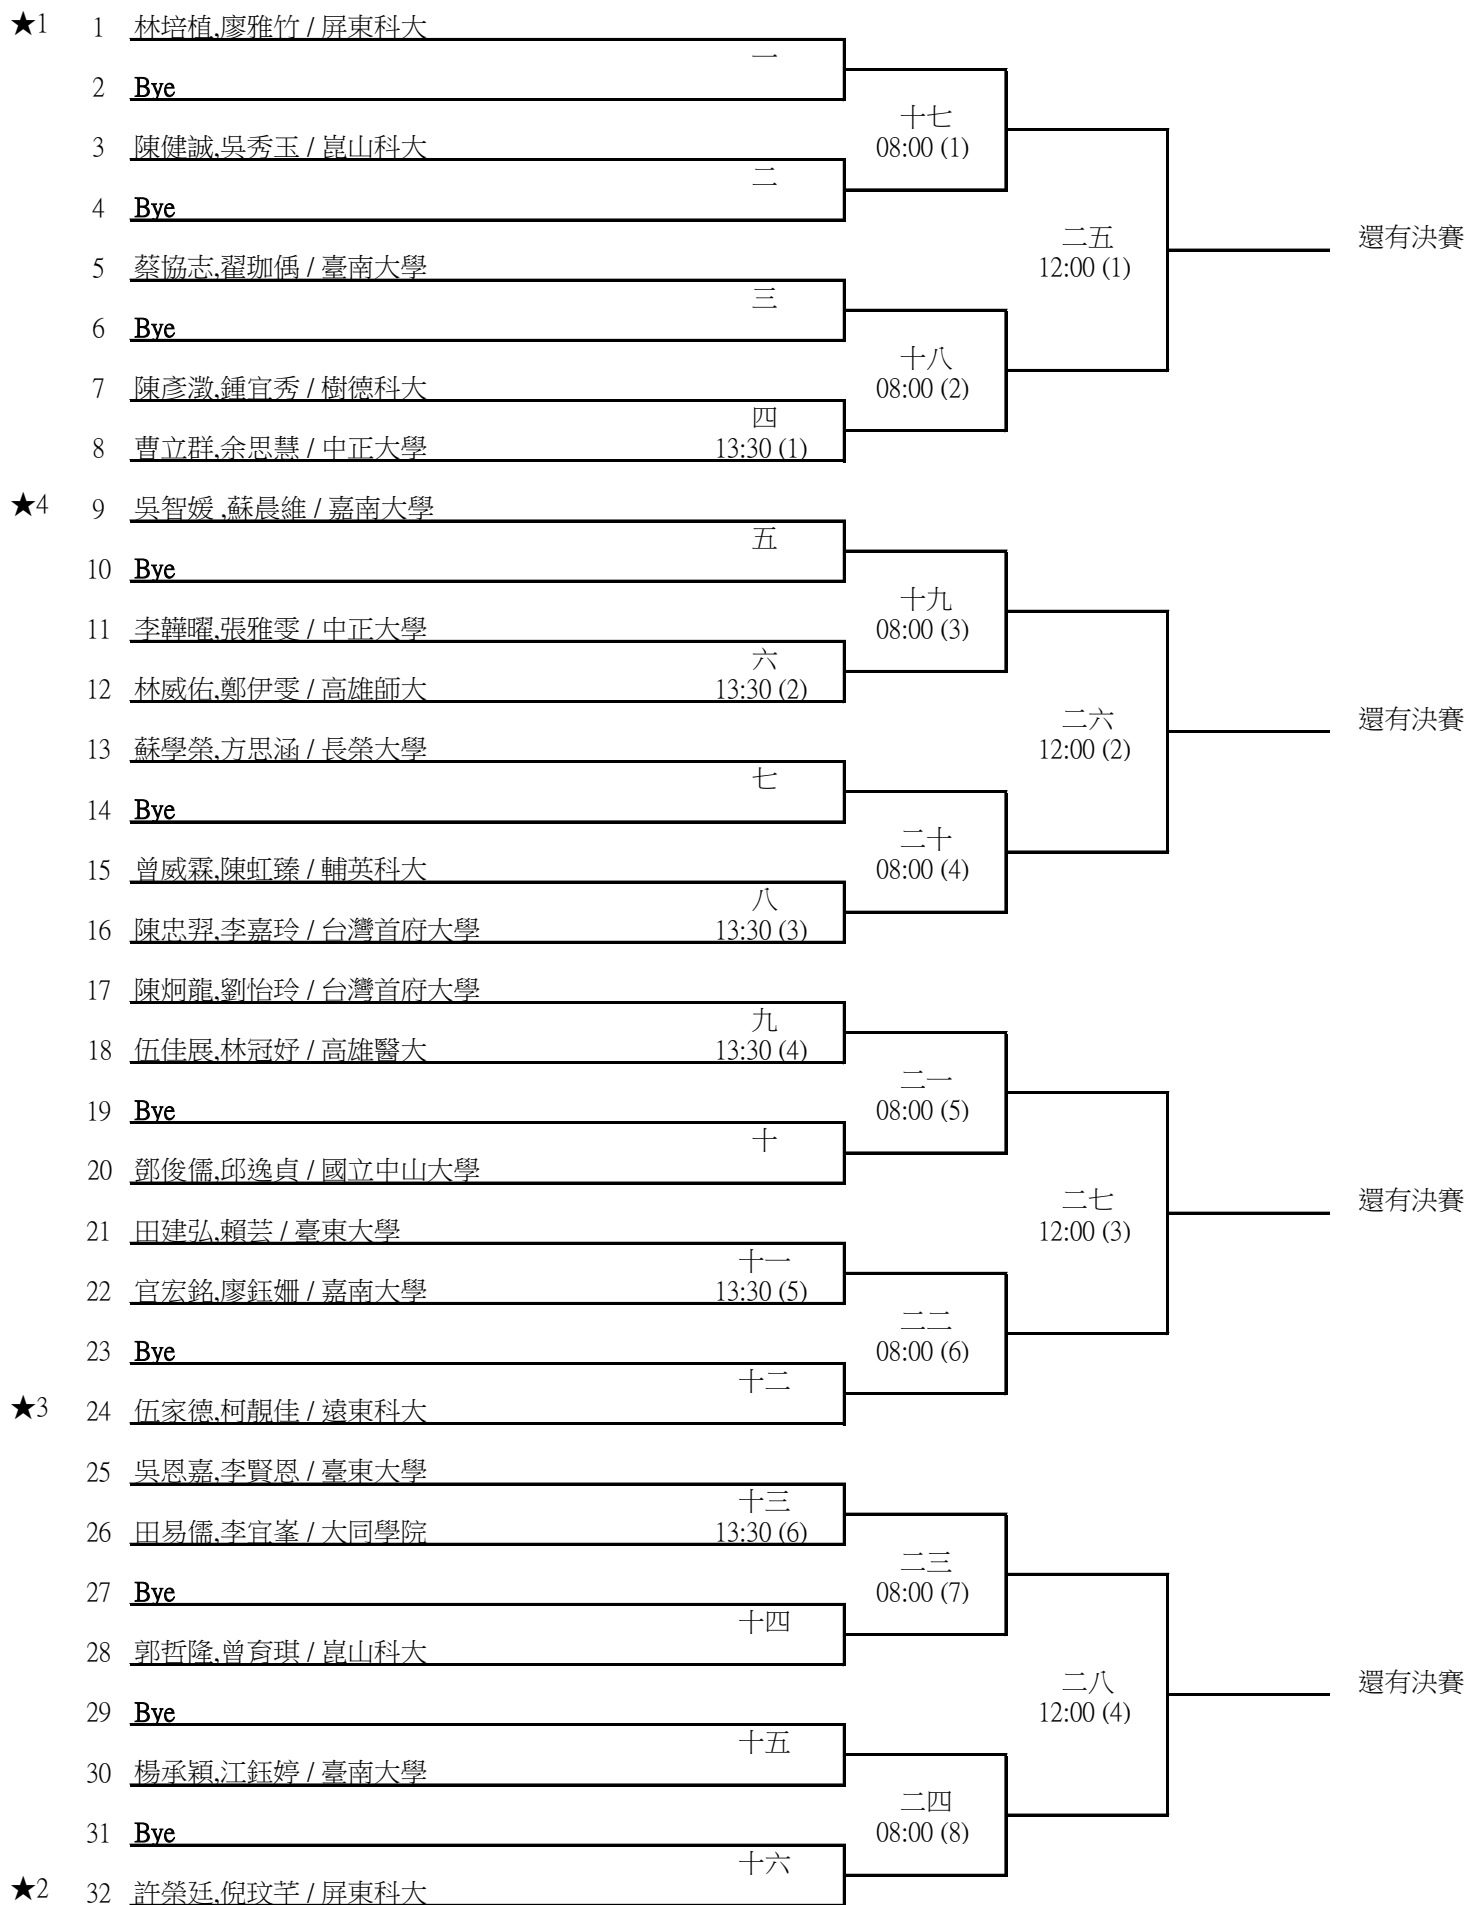 ★1 1 林培植,廖雅竹 / 屏東科大
一
2 Bye
十七
08:00 (1)
3 陳健誠,吳秀玉 / 崑山科大
二
4 Bye
二五
12:00 (1)
還有決賽
5 蔡協志,翟珈偊 / 臺南大學
三
6 Bye
十八
08:00 (2)
7 陳彥澂,鍾宜秀 / 樹德科大
四
8 曹立群,余思慧 / 中正大學 13:30 (1)
★4 9 吳智媛 ,蘇晨維 / 嘉南大學
五
10 Bye
十九
08:00 (3)
11 李韡曜,張雅雯 / 中正大學
六
12 林威佑,鄭伊雯 / 高雄師大 13:30 (2)
二六
12:00 (2)
還有決賽
13 蘇學榮,方思涵 / 長榮大學
七
14 Bye
二十
08:00 (4)
15 曾威霖,陳虹臻 / 輔英科大
八
16 陳忠羿,李嘉玲 / 台灣首府大學 13:30 (3)
17 陳炯龍,劉怡玲 / 台灣首府大學
九
18 伍佳展,林冠妤 / 高雄醫大 13:30 (4)
二一
08:00 (5)
19 Bye
十
20 鄧俊儒,邱逸貞 / 國立中山大學
二七
12:00 (3)
還有決賽
21 田建弘,賴芸 / 臺東大學
十一
22 官宏銘,廖鈺姍 / 嘉南大學 13:30 (5)
二二
08:00 (6)
23 Bye
十二
★3 24 伍家德,柯靚佳 / 遠東科大
25 吳恩嘉,李賢恩 / 臺東大學
十三
26 田易儒,李宜峯 / 大同學院 13:30 (6)
二三
08:00 (7)
27 Bye
十四
28 郭哲隆,曾育琪 / 崑山科大
二八
12:00 (4)
還有決賽
29 Bye
十五
30 楊承穎,江鈺婷 / 臺南大學
二四
08:00 (8)
31 Bye
十六
★2 32 許榮廷,倪玟芊 / 屏東科大